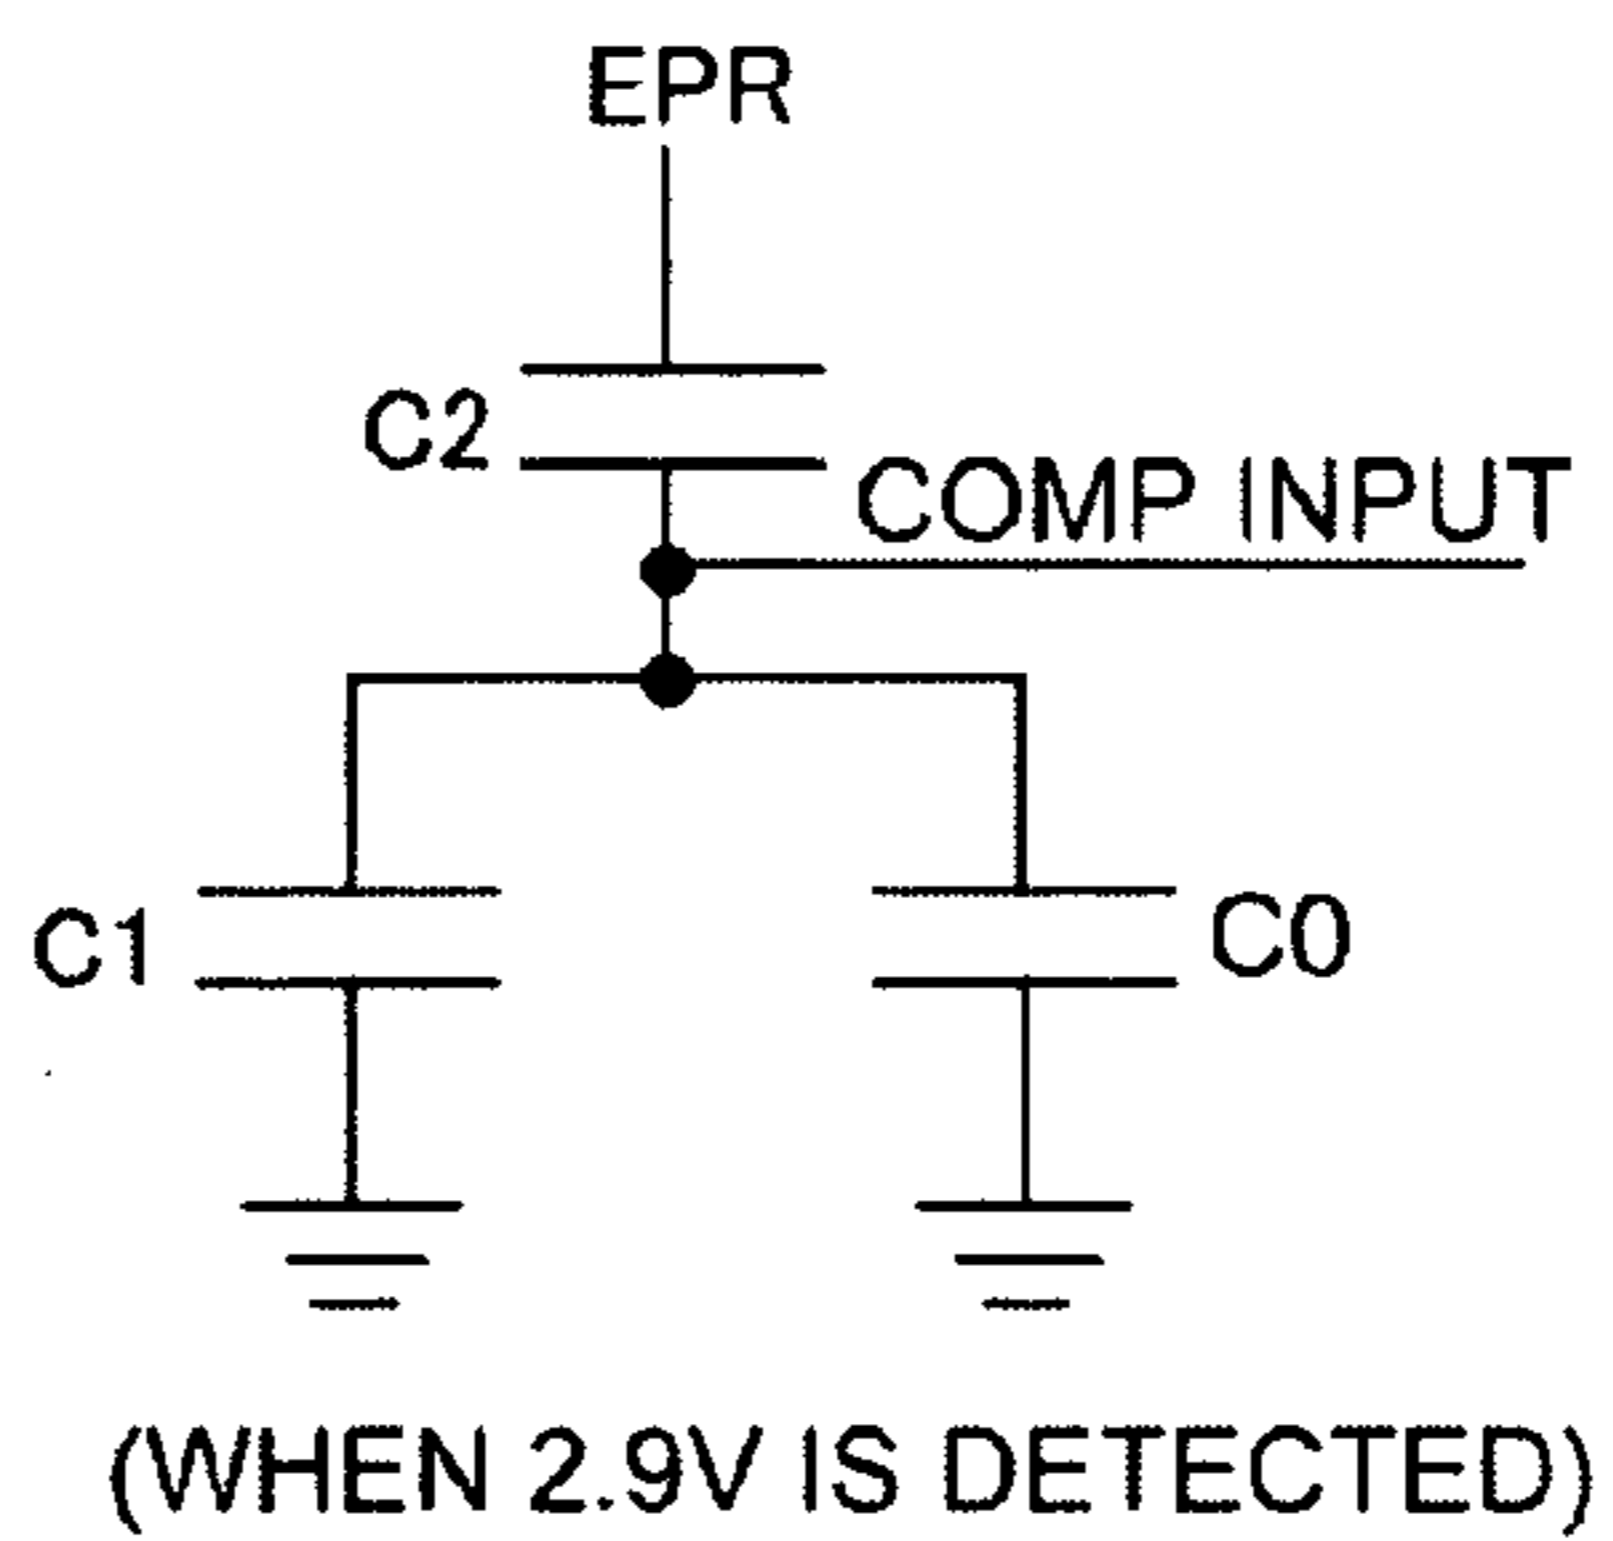 EPR
C2
COMP INPUT
C1
C0
(WHEN 2.9V IS DETECTED)